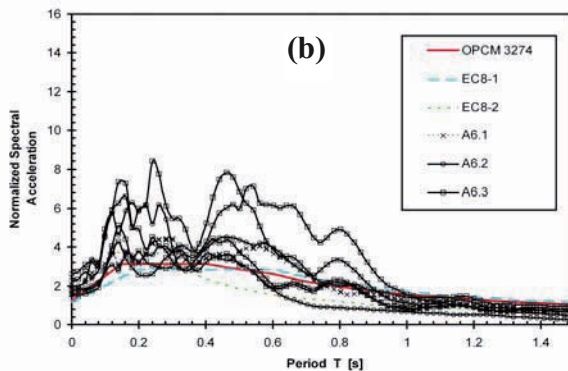 (b)
16
14
12
10
8
6
4
2
0
Normalized Spectral
Acceleration
OPCM 3274
EC8-1
EC8-2
A6.1
A6.2
A6.3
0 0.2 0.4 0.6 0.8 1 1.2 1.4
Period T [s]